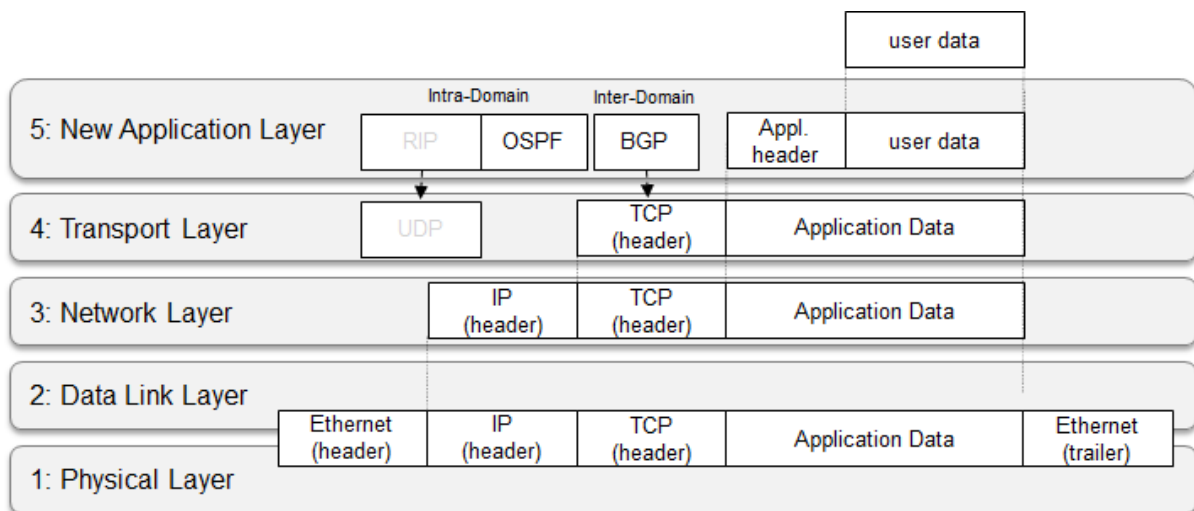 user data
Intra-Domain
Inter-Domain
5: New Application Layer
RIP
OSPF
BGP
Appl.
header
user data
4: Transport Layer
UDP
TCP
(header)
Application Data
3: Network Layer
IP
(header)
TCP
(header)
Application Data
2: Data Link Layer
Ethernet
(header)
IP
(header)
TCP
(header)
Application Data
Ethernet
(trailer)
1: Physical Layer